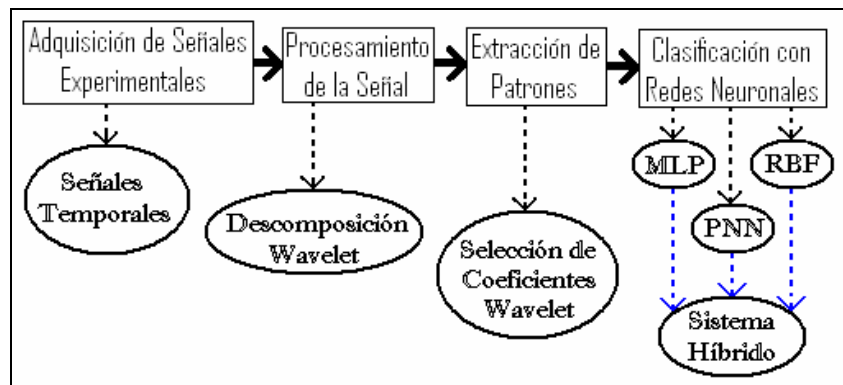 Adquisición de Señales
Experimentales
Procesamiento
de la Señal
Extracción de
Patrones
Clasificación con
Redes Neuronales
Señales
Temporales
Descomposición
Wavelet
Selección de
Coeficientes
Wavelet
MLP
RBF
PNN
Sistema
Híbrido